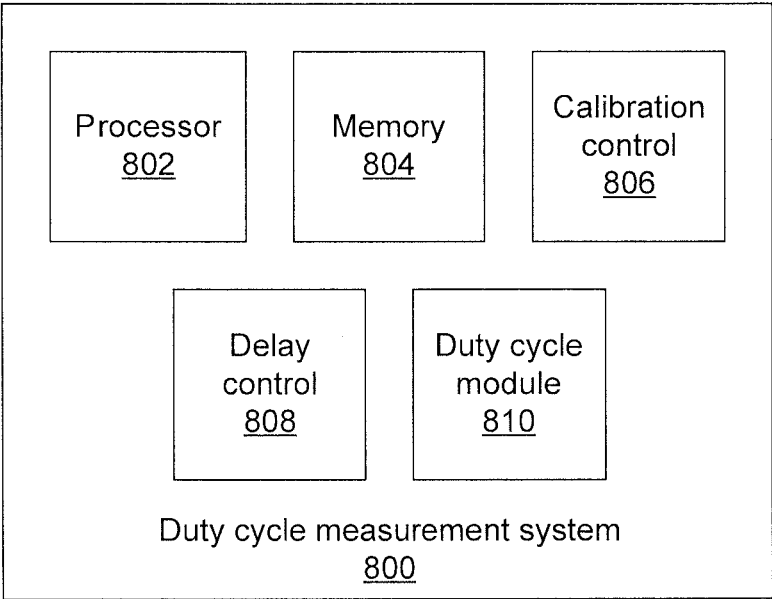 Processor
802
Memory
804
Calibration
control
806
Delay
control
808
Duty cycle
module
810
Duty cycle measurement system
800